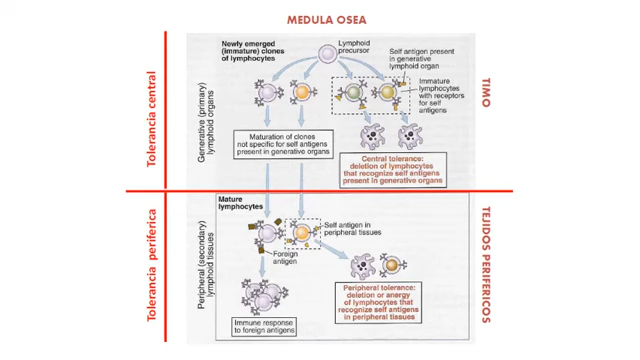 MEDULA OSEA
Newly emerged
(immature) clones
of lymphocytes
Lymphoid
precursor
Self antigen present
in generative
lymphoid organ
Immature
lymphocytes
with receptors for self
antigens
Tolerancia central
Generative (primary)
lymphoid organs
TIMO
Maturation of clones
not specific for self antigens
present in generative organs
Central tolerance:
deletion of lymphocytes
that recognize self antigens
present in generative organs
Mature
lymphocytes
Self antigen in
peripheral tissues
Foreign
antigen
Tolerancia periferica
Peripheral (secondary)
lymphoid tissues
TEJIDOS PERIFERICOS
Peripheral tolerance:
deletion or anergy
of lymphocytes that
recognize self antigens
in peripheral tissues
Immune response
to foreign antigens